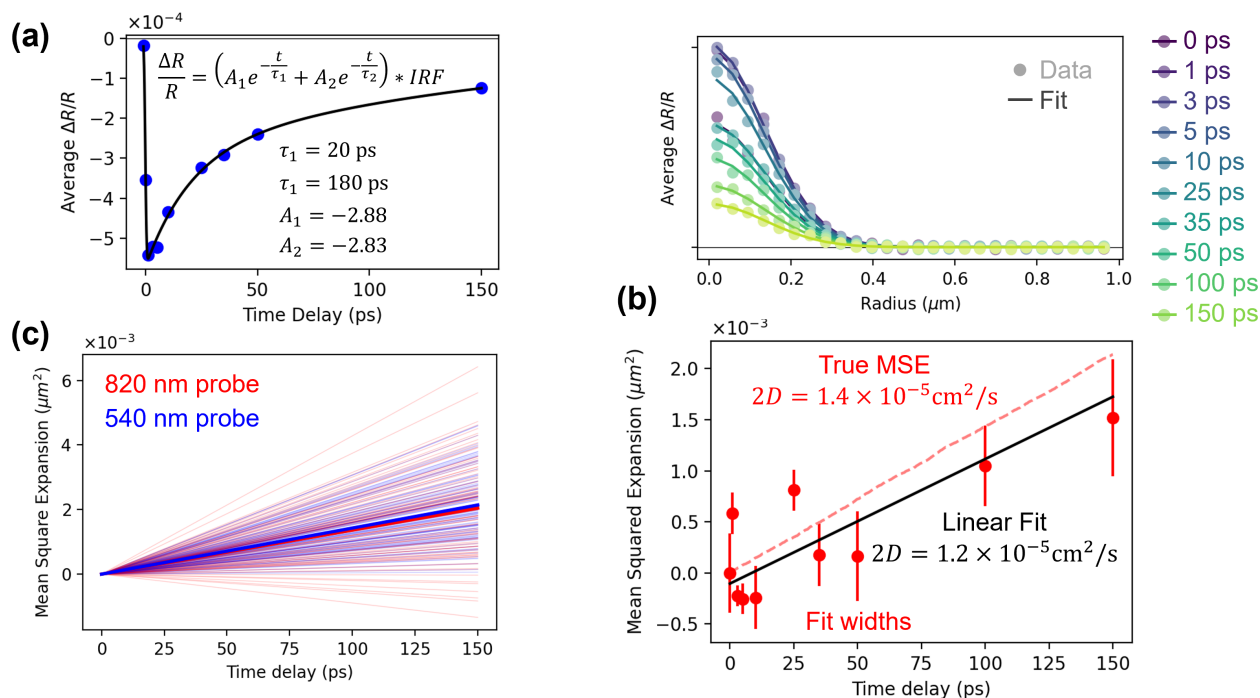 (a)
×10⁻⁴
0
−1
−2
−3
−4
−5
Average ΔR/R
ΔR/R = (A₁e^(−t/τ₁) + A₂e^(−t/τ₂)) * IRF
τ₁ = 20 ps
τ₁ = 180 ps
A₁ = −2.88
A₂ = −2.83
0 50 100 150
Time Delay (ps)
Average ΔR/R
Data
Fit
0.0 0.2 0.4 0.6 0.8 1.0
Radius (μm)
0 ps
1 ps
3 ps
5 ps
10 ps
25 ps
35 ps
50 ps
100 ps
150 ps
(c)
×10⁻³
6
4
2
0
Mean Square Expansion (μm²)
820 nm probe
540 nm probe
0 25 50 75 100 125 150
Time delay (ps)
(b)
×10⁻³
2.0
1.5
1.0
0.5
0.0
−0.5
Mean Squared Expansion (μm²)
True MSE
2D = 1.4 × 10⁻⁵cm²/s
Linear Fit
2D = 1.2 × 10⁻⁵cm²/s
Fit widths
0 25 50 75 100 125 150
Time delay (ps)